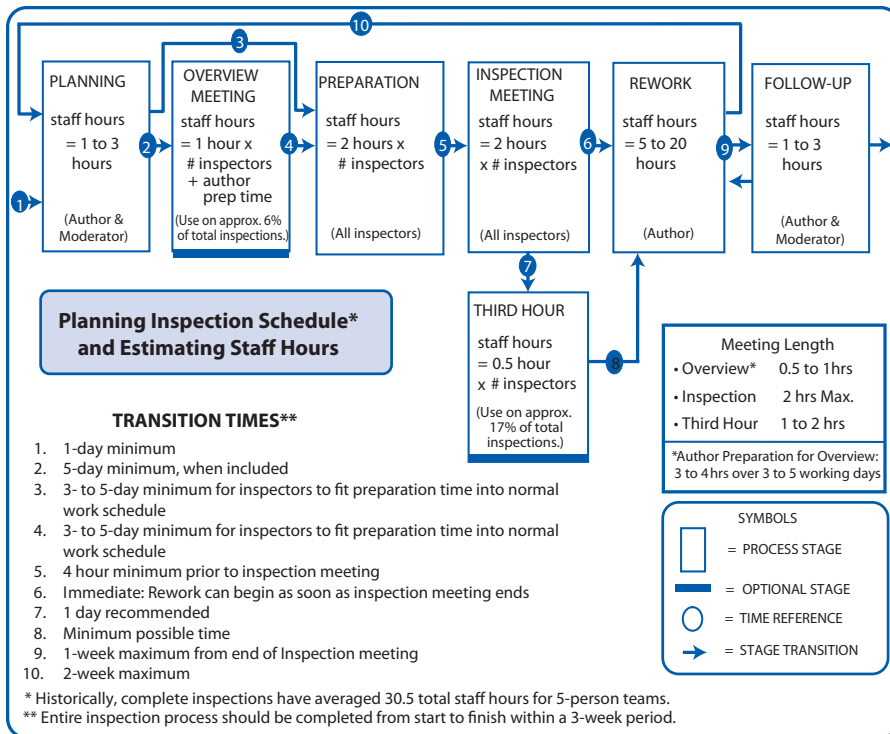 10
3
PLANNING
staff hours
= 1 to 3
hours
(Author &
Moderator)
1
2
OVERVIEW
MEETING
staff hours
= 1 hour x
# inspectors
+ author
prep time
(Use on approx. 6%
of total inspections.)
4
PREPARATION
staff hours
= 2 hours x
# inspectors
(All inspectors)
5
INSPECTION
MEETING
staff hours
= 2 hours
x # inspectors
(All inspectors)
6
7
REWORK
staff hours
= 5 to 20
hours
(Author)
9
FOLLOW-UP
staff hours
= 1 to 3
hours
(Author &
Moderator)
THIRD HOUR
staff hours
= 0.5 hour
x # inspectors
(Use on approx.
17% of total
inspections.)
8
Planning Inspection Schedule*
and Estimating Staff Hours
Meeting Length
• Overview* 0.5 to 1hrs
• Inspection 2 hrs Max.
• Third Hour 1 to 2 hrs
*Author Preparation for Overview:
3 to 4 hrs over 3 to 5 working days
TRANSITION TIMES**
1. 1-day minimum
2. 5-day minimum, when included
3. 3- to 5-day minimum for inspectors to fit preparation time into normal
work schedule
4. 3- to 5-day minimum for inspectors to fit preparation time into normal
work schedule
5. 4 hour minimum prior to inspection meeting
6. Immediate: Rework can begin as soon as inspection meeting ends
7. 1 day recommended
8. Minimum possible time
9. 1-week maximum from end of Inspection meeting
10. 2-week maximum
SYMBOLS
= PROCESS STAGE
= OPTIONAL STAGE
= TIME REFERENCE
= STAGE TRANSITION
* Historically, complete inspections have averaged 30.5 total staff hours for 5-person teams.
** Entire inspection process should be completed from start to finish within a 3-week period.